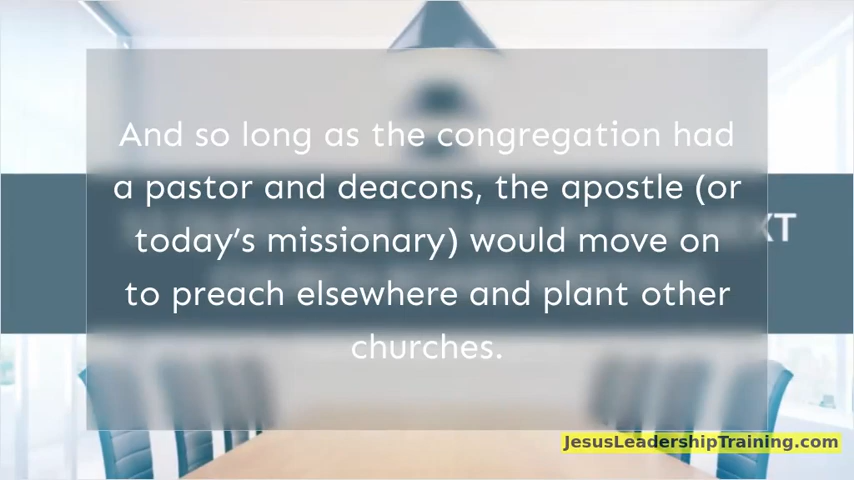 And so long as the congregation had
a pastor and deacons, the apostle (or
today’s missionary) would move on
to preach elsewhere and plant other
churches.
JesusLeadershipTraining.com